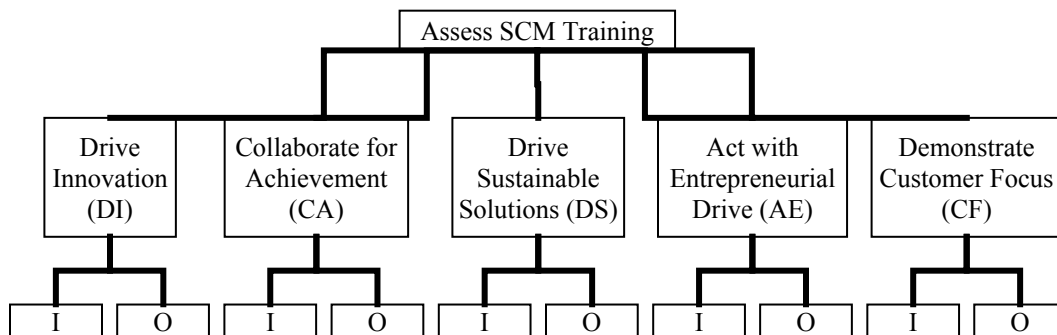 Assess SCM Training
Drive
Innovation
(DI)
Collaborate for
Achievement
(CA)
Drive
Sustainable
Solutions (DS)
Act with
Entrepreneurial
Drive (AE)
Demonstrate
Customer Focus
(CF)
I
O
I
O
I
O
I
O
I
O